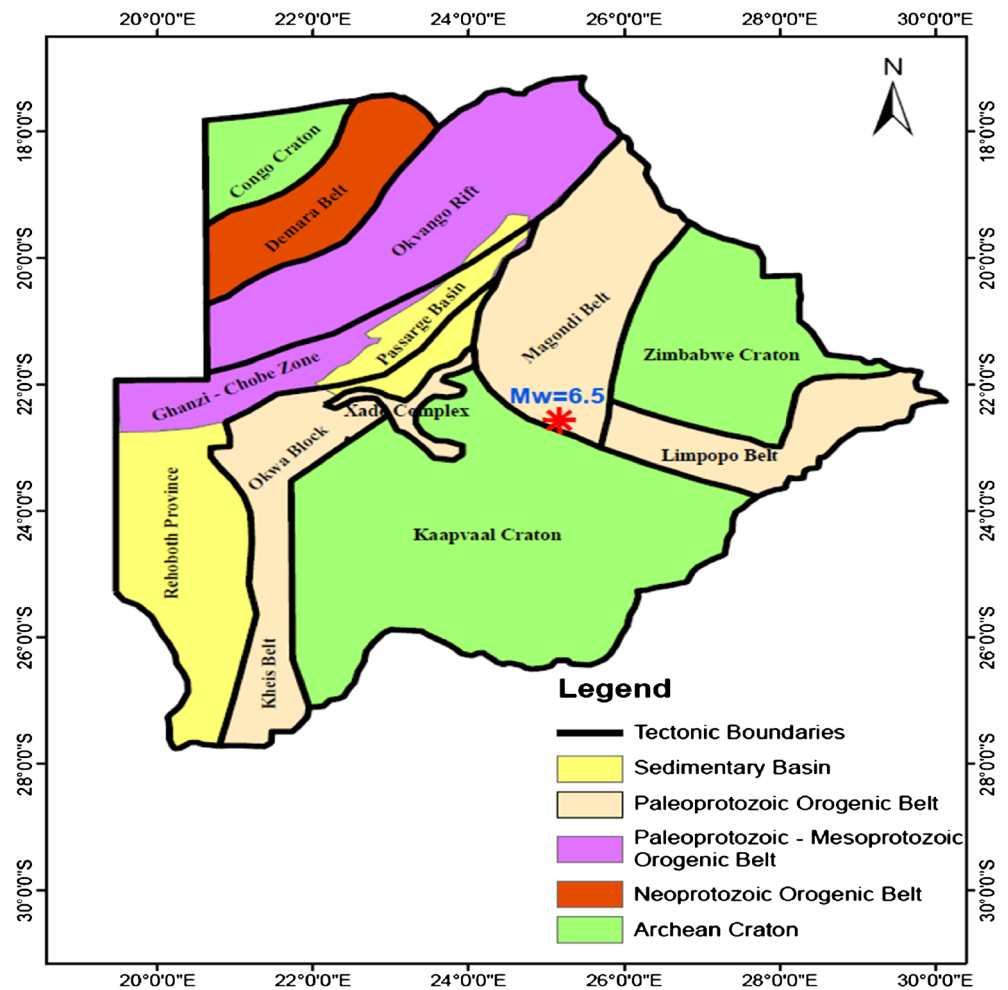 20°0'0"E 22°0'0"E 24°0'0"E 26°0'0"E 28°0'0"E 30°0'0"E
N
18°0'0"S
18°0'0"S
Congo Craton
Demara Belt
Okvango Rift
20°0'0"S
20°0'0"S
Passarge Basin
Magondi Belt
Zimbabwe Craton
22°0'0"S
22°0'0"S
Ghanzi - Chobe Zone
Mw=6.5
Xade Complex
Okwa Block
Limpopo Belt
Rehoboth Province
24°0'0"S
24°0'0"S
Kaapvaal Craton
26°0'0"S
26°0'0"S
Kheis Belt
Legend
Tectonic Boundaries
Sedimentary Basin
28°0'0"S
28°0'0"S
Paleoprotozoic Orogenic Belt
Paleoprotozoic - Mesoprotozoic
Orogenic Belt
Neoprotozoic Orogenic Belt
30°0'0"S
30°0'0"S
Archean Craton
20°0'0"E 22°0'0"E 24°0'0"E 26°0'0"E 28°0'0"E 30°0'0"E